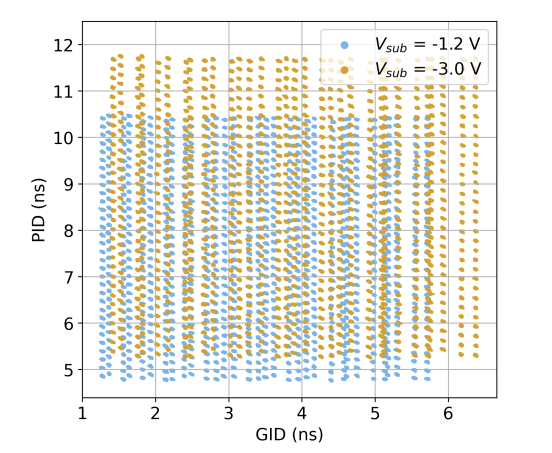 V_sub = -1.2 V
V_sub = -3.0 V
12
11
10
9
8
7
6
5
PID (ns)
1 2 3 4 5 6
GID (ns)